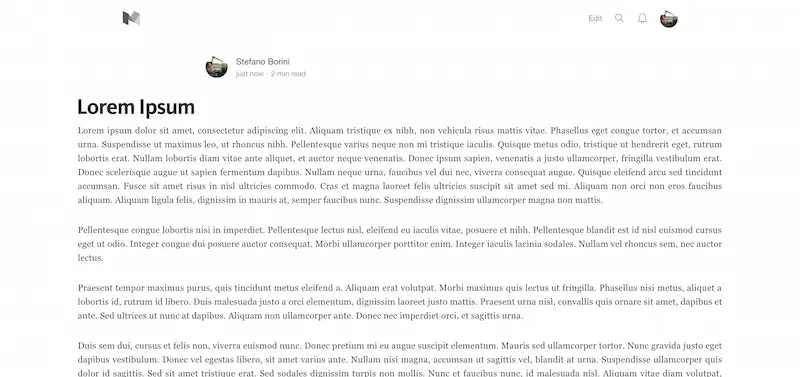 Edit
Stefano Borini
just now · 2 min read
Lorem Ipsum
Lorem ipsum dolor sit amet, consectetur adipiscing elit. Aliquam tristique ex nibh, non vehicula risus mattis vitae. Phasellus eget congue tortor, et accumsan
urna. Suspendisse ut maximus leo, ut rhoncus nibh. Pellentesque varius neque non mi tristique iaculis. Quisque metus odio, tristique ut hendrerit eget, rutrum
lobortis erat. Nullam lobortis diam vitae ante aliquet, et auctor neque venenatis. Donec ipsum sapien, venenatis a justo ullamcorper, fringilla vestibulum erat.
Donec scelerisque augue ut sapien fermentum dapibus. Nullam neque urna, faucibus vel dui nec, viverra consequat augue. Quisque eleifend arcu sed tincidunt
accumsan. Fusce sit amet risus in nisl ultricies commodo. Cras et magna laoreet felis ultricies suscipit sit amet sed mi. Aliquam non orci non eros faucibus
aliquam. Aliquam ligula felis, dignissim in mauris at, semper faucibus nunc. Suspendisse dignissim ullamcorper magna non mattis.
Pellentesque congue lobortis nisi in imperdiet. Pellentesque lectus nisl, eleifend eu iaculis vitae, posuere et nibh. Pellentesque blandit est id nisl euismod cursus
eget ut odio. Integer congue dui posuere auctor consequat. Morbi ullamcorper porttitor enim. Integer iaculis lacinia sodales. Nullam vel rhoncus sem, nec auctor
lectus.
Praesent tempor maximus purus, quis tincidunt metus eleifend a. Aliquam erat volutpat. Morbi maximus quis lectus ut fringilla. Phasellus nisi metus, aliquet a
lobortis id, rutrum id libero. Duis malesuada justo a orci elementum, dignissim laoreet justo mattis. Praesent urna nisl, convallis quis ornare sit amet, dapibus et
ante. Sed ultrices ut nunc at dapibus. Aliquam non ullamcorper ante. Donec nec imperdiet orci, et sagittis urna.
Duis sem dui, cursus et felis non, viverra euismod nunc. Donec pretium mi eu augue suscipit elementum. Mauris sed ullamcorper tortor. Nunc gravida justo eget
dapibus vestibulum. Donec vel egestas libero, sit amet varius ante. Nullam nisi magna, accumsan ut sagittis vel, blandit at urna. Suspendisse ullamcorper quis
dolor id sagittis. Sed sit amet tristique erat. Sed sodales dignissim turpis non mollis. Nunc et faucibus nunc, id malesuada nisl. Aliquam vitae diam volutpat,